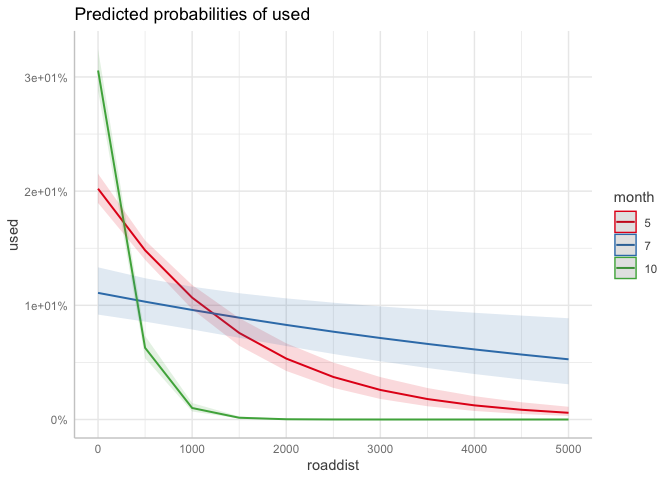 Predicted probabilities of used
3e+01%
2e+01%
1e+01%
0%
used
0 1000 2000 3000 4000 5000
roaddist
month
5
7
10